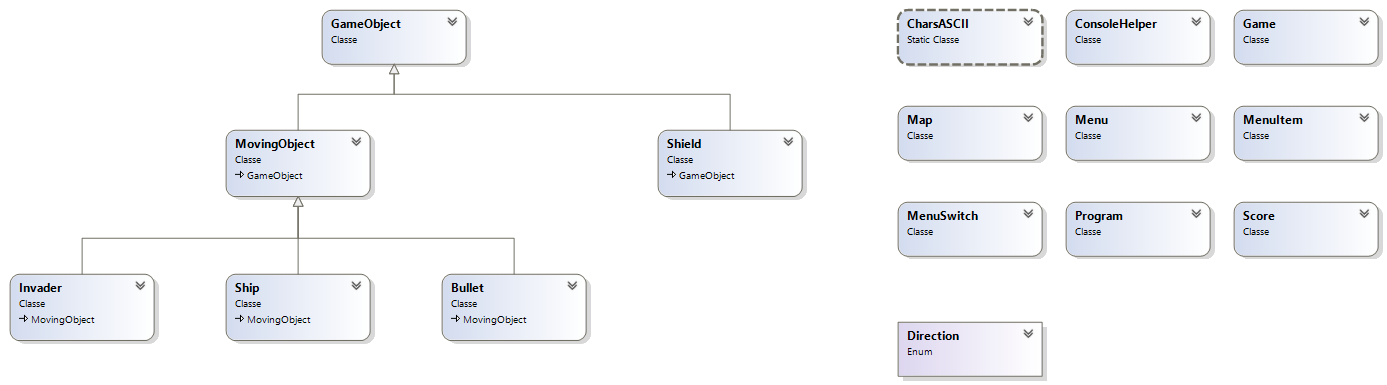 GameObject
Classe
MovingObject
Classe
GameObject
Shield
Classe
GameObject
Invader
Classe
MovingObject
Ship
Classe
MovingObject
Bullet
Classe
MovingObject
CharsASCII
Static Classe
ConsoleHelper
Classe
Game
Classe
Map
Classe
Menu
Classe
MenuItem
Classe
MenuSwitch
Classe
Program
Classe
Score
Classe
Direction
Enum